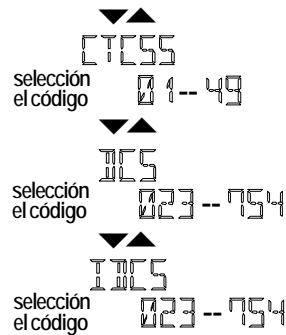 CTCSS
selección
el código 01--49
DCS
selección
el código 023--754
IDCS
selección
el código 023--754